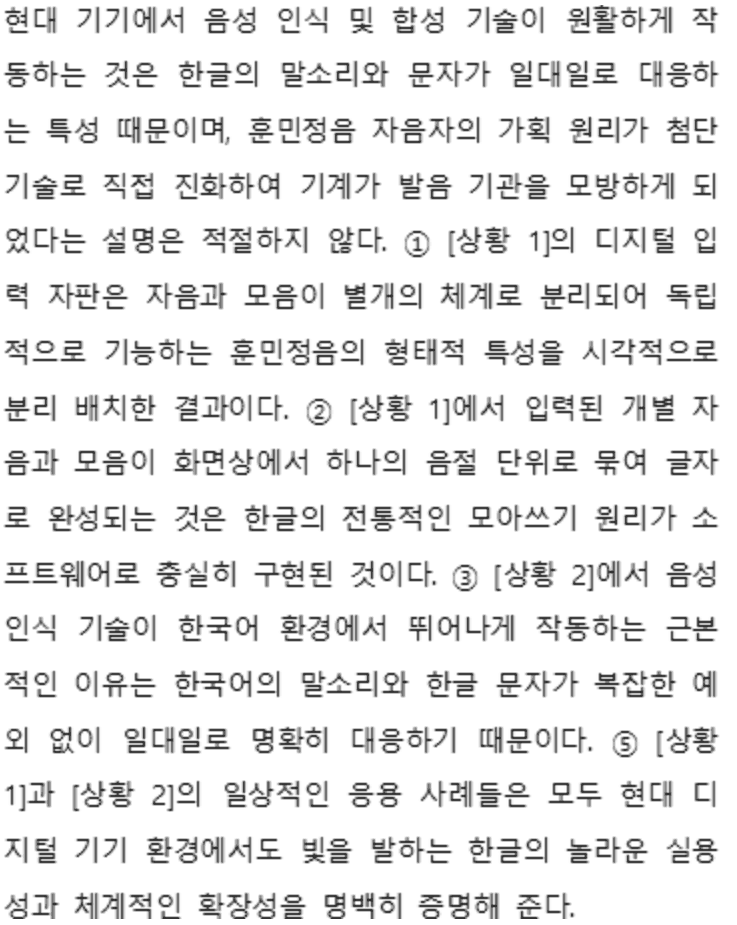 현대 기기에서 음성 인식 및 합성 기술이 원활하게 작
동하는 것은 한글의 말소리와 문자가 일대일로 대응하
는 특성 때문이며, 훈민정음 자음자의 가획 원리가 첨단
기술로 직접 진화하여 기계가 발음 기관을 모방하게 되
었다는 설명은 적절하지 않다. ① [상황 1]의 디지털 입
력 자판은 자음과 모음이 별개의 체계로 분리되어 독립
적으로 기능하는 훈민정음의 형태적 특성을 시각적으로
분리 배치한 결과이다. ② [상황 1]에서 입력된 개별 자
음과 모음이 화면상에서 하나의 음절 단위로 묶여 글자
로 완성되는 것은 한글의 전통적인 모아쓰기 원리가 소
프트웨어로 충실히 구현된 것이다. ③ [상황 2]에서 음성
인식 기술이 한국어 환경에서 뛰어나게 작동하는 근본
적인 이유는 한국어의 말소리와 한글 문자가 복잡한 예
외 없이 일대일로 명확히 대응하기 때문이다. ⑤ [상황
1]과 [상황 2]의 일상적인 응용 사례들은 모두 현대 디
지털 기기 환경에서도 빛을 발하는 한글의 놀라운 실용
성과 체계적인 확장성을 명백히 증명해 준다.